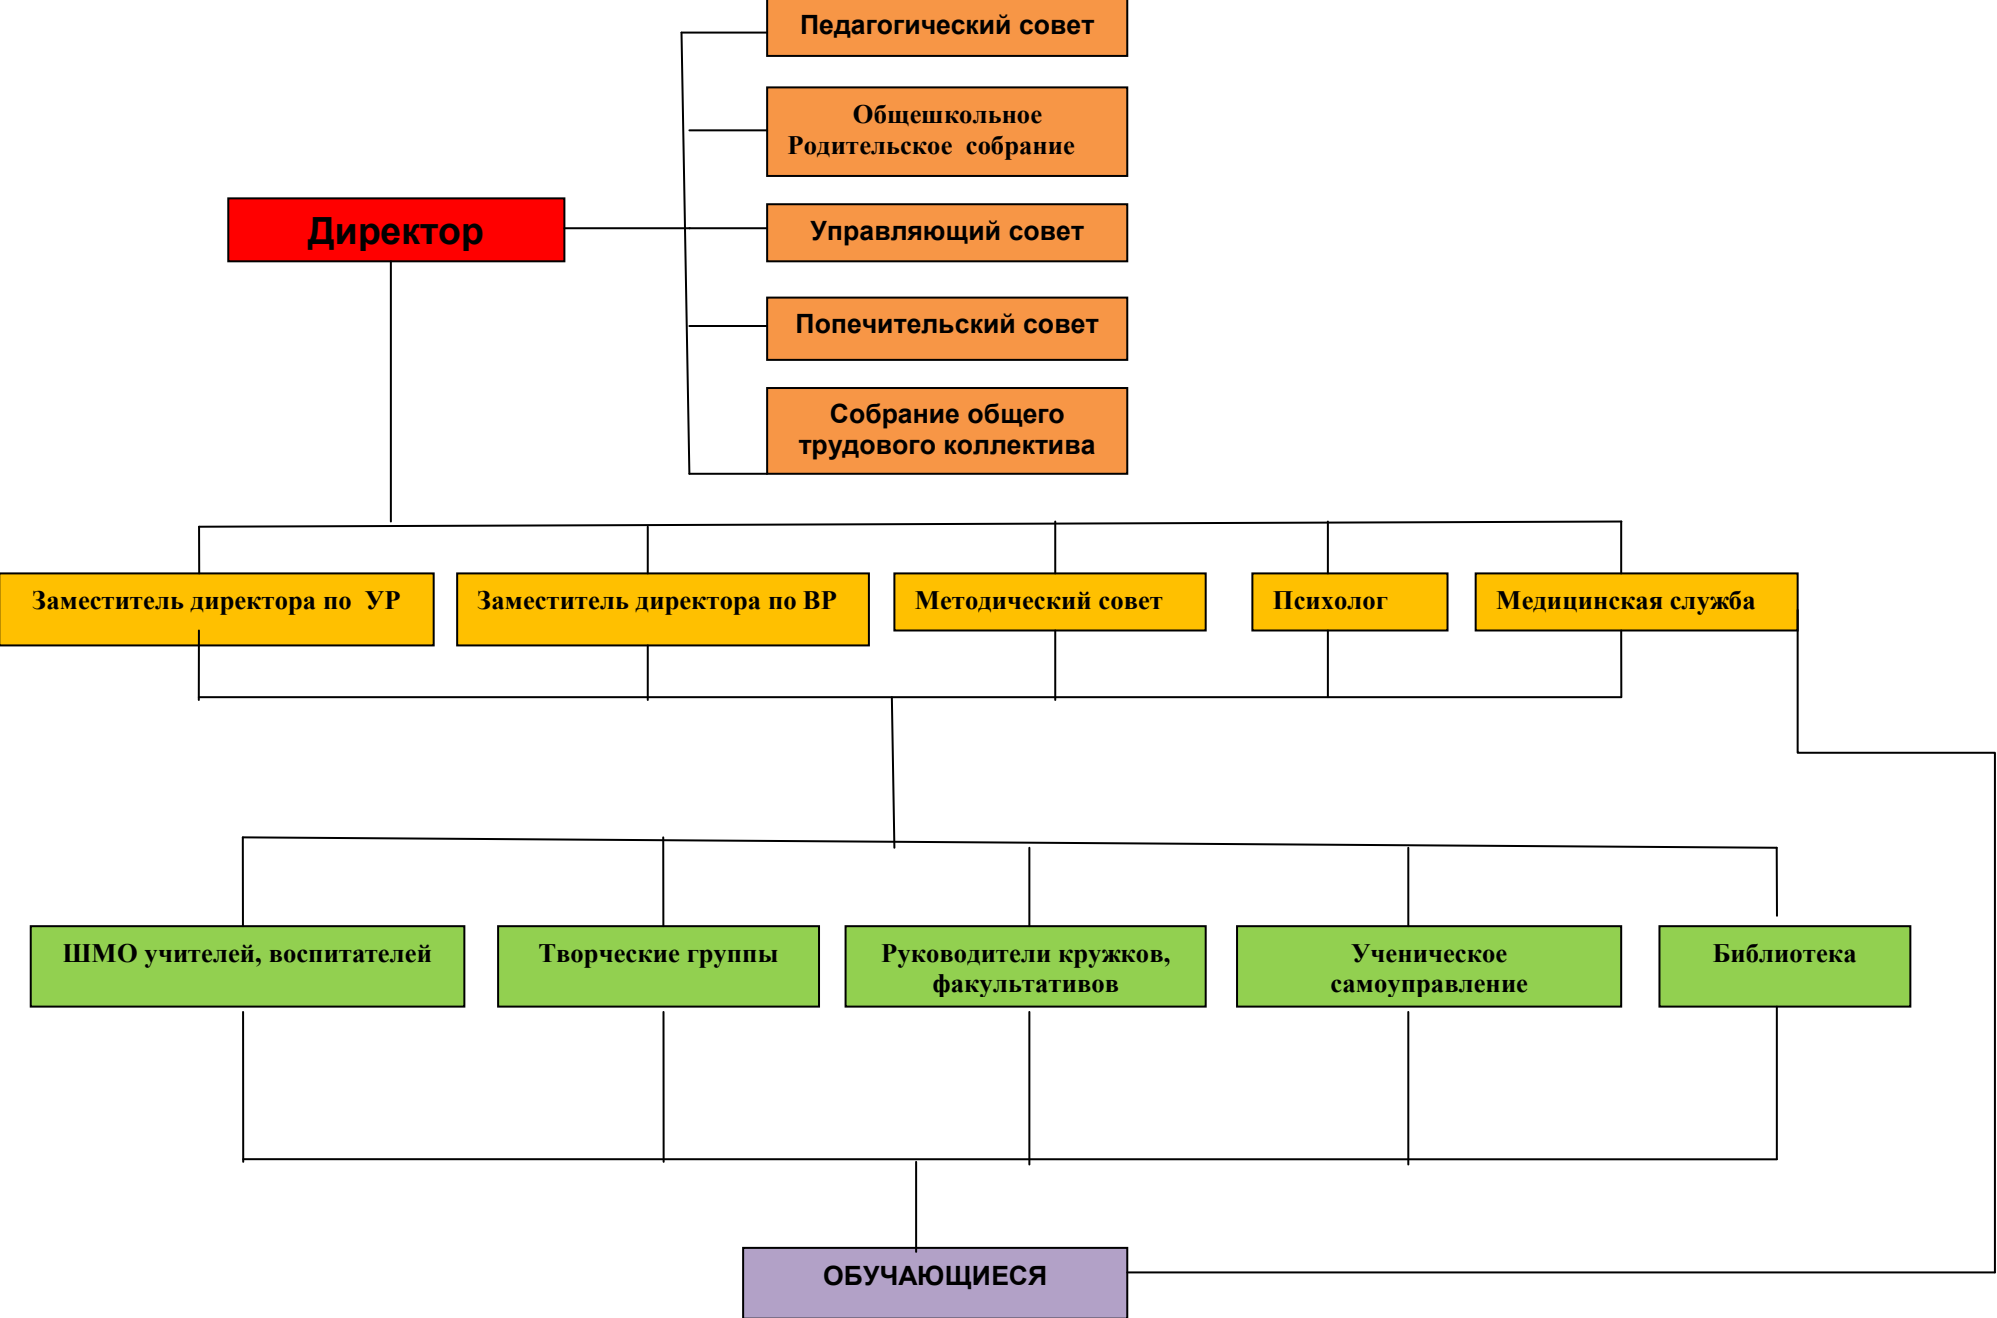 Педагогический совет
Общешкольное
Родительское собрание
Директор
Управляющий совет
Попечительский совет
Собрание общего
трудового коллектива
Заместитель директора по УР
Заместитель директора по ВР
Методический совет
Психолог
Медицинская служба
ШМО учителей, воспитателей
Творческие группы
Руководители кружков,
факультативов
Ученическое
самоуправление
Библиотека
ОБУЧАЮЩИЕСЯ